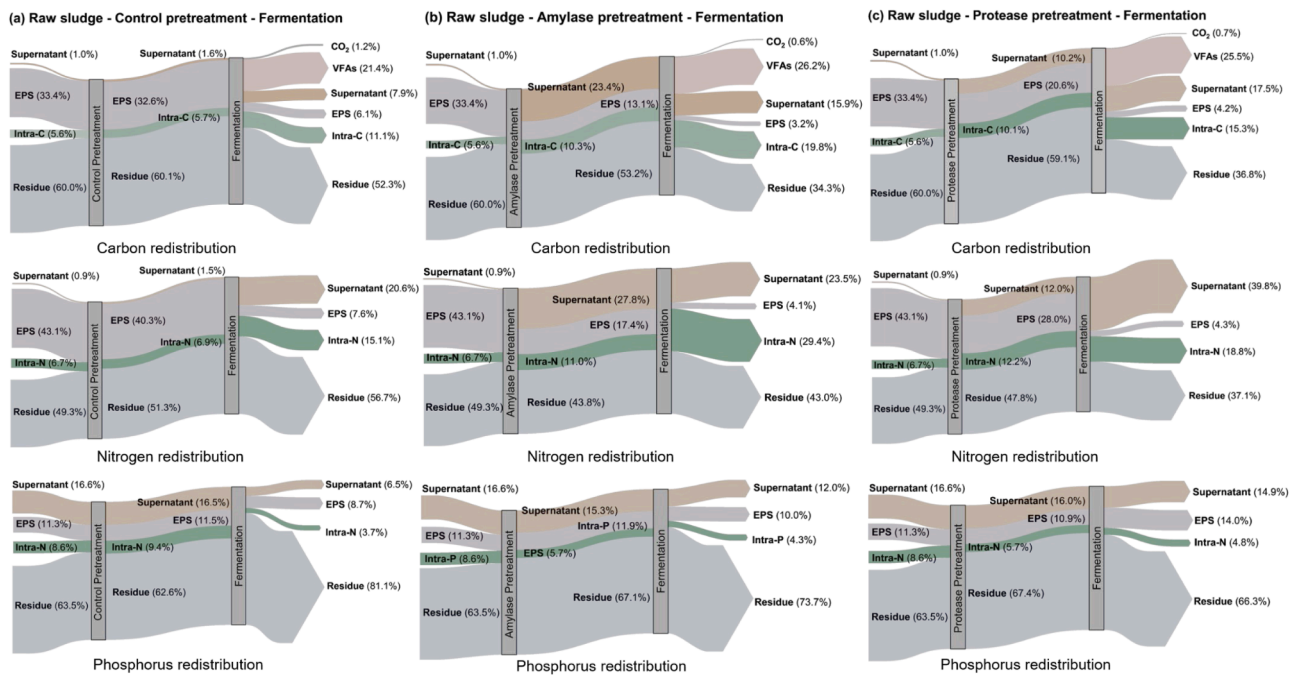 (a) Raw sludge - Control pretreatment - Fermentation
Supernatant (1.0%)
Supernatant (1.6%)
CO2 (1.2%)
VFAs (21.4%)
EPS (33.4%)
EPS (32.6%)
Supernatant (7.9%)
EPS (6.1%)
Intra-C (5.6%)
Intra-C (5.7%)
Intra-C (11.1%)
Control Pretreatment
Fermentation
Residue (60.0%)
Residue (60.1%)
Residue (52.3%)
Carbon redistribution
Supernatant (0.9%)
Supernatant (1.5%)
Supernatant (20.6%)
EPS (43.1%)
EPS (40.3%)
EPS (7.6%)
Intra-N (6.7%)
Intra-N (6.9%)
Intra-N (15.1%)
Control Pretreatment
Fermentation
Residue (49.3%)
Residue (51.3%)
Residue (56.7%)
Nitrogen redistribution
Supernatant (16.6%)
Supernatant (16.5%)
Supernatant (6.5%)
EPS (11.3%)
EPS (11.5%)
EPS (8.7%)
Intra-N (8.6%)
Intra-N (9.4%)
Intra-N (3.7%)
Control Pretreatment
Fermentation
Residue (63.5%)
Residue (62.6%)
Residue (81.1%)
Phosphorus redistribution
(b) Raw sludge - Amylase pretreatment - Fermentation
Supernatant (1.0%)
Supernatant (23.4%)
CO2 (0.6%)
VFAs (26.2%)
EPS (33.4%)
EPS (13.1%)
Supernatant (15.9%)
EPS (3.2%)
Intra-C (5.6%)
Intra-C (10.3%)
Intra-C (19.8%)
Amylase Pretreatment
Fermentation
Residue (60.0%)
Residue (53.2%)
Residue (34.3%)
Carbon redistribution
Supernatant (0.9%)
Supernatant (27.8%)
Supernatant (23.5%)
EPS (43.1%)
EPS (17.4%)
EPS (4.1%)
Intra-N (6.7%)
Intra-N (11.0%)
Intra-N (29.4%)
Amylase Pretreatment
Fermentation
Residue (49.3%)
Residue (43.8%)
Residue (43.0%)
Nitrogen redistribution
Supernatant (16.6%)
Supernatant (15.3%)
Supernatant (12.0%)
EPS (11.3%)
Intra-P (11.9%)
EPS (10.0%)
Intra-P (8.6%)
EPS (5.7%)
Intra-P (4.3%)
Amylase Pretreatment
Fermentation
Residue (63.5%)
Residue (67.1%)
Residue (73.7%)
Phosphorus redistribution
(c) Raw sludge - Protease pretreatment - Fermentation
Supernatant (1.0%)
Supernatant (10.2%)
CO2 (0.7%)
VFAs (25.5%)
EPS (33.4%)
EPS (20.6%)
Supernatant (17.5%)
EPS (4.2%)
Intra-C (5.6%)
Intra-C (10.1%)
Intra-C (15.3%)
Protease Pretreatment
Fermentation
Residue (60.0%)
Residue (59.1%)
Residue (36.8%)
Carbon redistribution
Supernatant (0.9%)
Supernatant (12.0%)
Supernatant (39.8%)
EPS (43.1%)
EPS (28.0%)
EPS (4.3%)
Intra-N (6.7%)
Intra-N (12.2%)
Intra-N (18.8%)
Protease Pretreatment
Fermentation
Residue (49.3%)
Residue (47.8%)
Residue (37.1%)
Nitrogen redistribution
Supernatant (16.6%)
Supernatant (16.0%)
Supernatant (14.9%)
EPS (11.3%)
EPS (10.9%)
EPS (14.0%)
Intra-N (8.6%)
Intra-N (5.7%)
Intra-N (4.8%)
Protease Pretreatment
Fermentation
Residue (63.5%)
Residue (67.4%)
Residue (66.3%)
Phosphorus redistribution